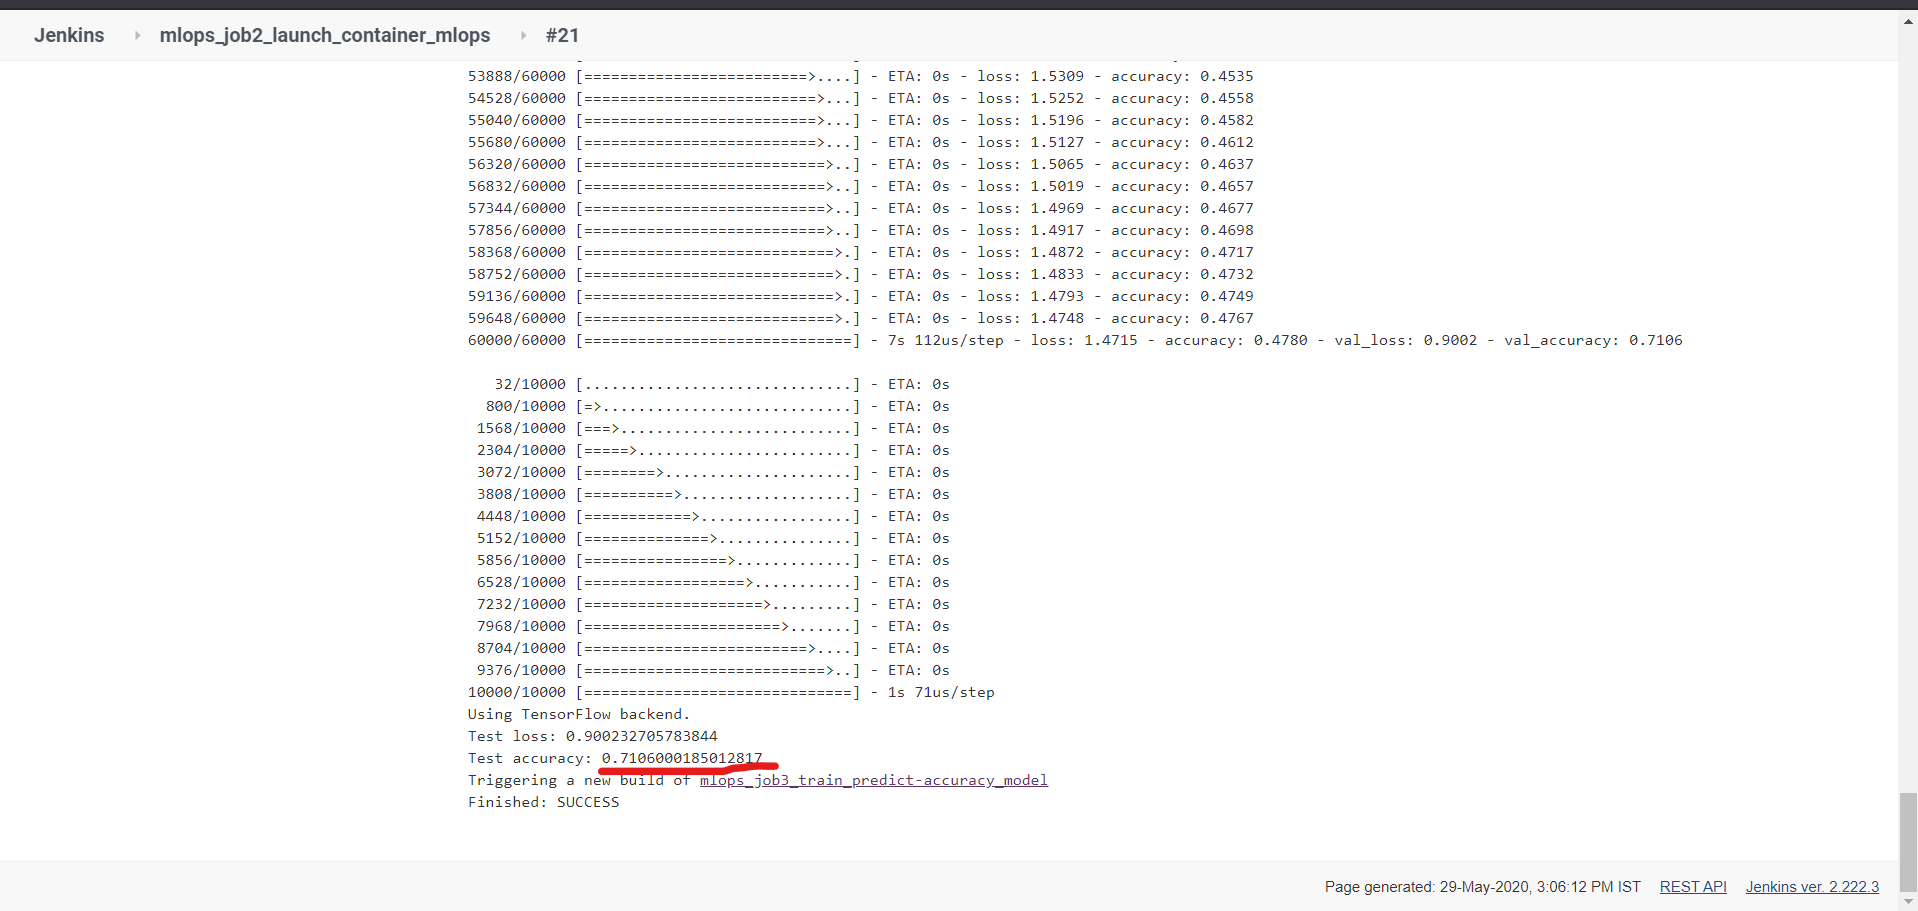 Jenkins mlops_job2_launch_container_mlops #21
53888/60000 [=========================>....] - ETA: 0s - loss: 1.5309 - accuracy: 0.4535
54528/60000 [==========================>...] - ETA: 0s - loss: 1.5252 - accuracy: 0.4558
55040/60000 [==========================>...] - ETA: 0s - loss: 1.5196 - accuracy: 0.4582
55680/60000 [==========================>...] - ETA: 0s - loss: 1.5127 - accuracy: 0.4612
56320/60000 [===========================>..] - ETA: 0s - loss: 1.5065 - accuracy: 0.4637
56832/60000 [===========================>..] - ETA: 0s - loss: 1.5019 - accuracy: 0.4657
57344/60000 [===========================>..] - ETA: 0s - loss: 1.4969 - accuracy: 0.4677
57856/60000 [===========================>..] - ETA: 0s - loss: 1.4917 - accuracy: 0.4698
58368/60000 [============================>.] - ETA: 0s - loss: 1.4872 - accuracy: 0.4717
58752/60000 [============================>.] - ETA: 0s - loss: 1.4833 - accuracy: 0.4732
59136/60000 [============================>.] - ETA: 0s - loss: 1.4793 - accuracy: 0.4749
59648/60000 [============================>.] - ETA: 0s - loss: 1.4748 - accuracy: 0.4767
60000/60000 [==============================] - 7s 112us/step - loss: 1.4715 - accuracy: 0.4780 - val_loss: 0.9002 - val_accuracy: 0.7106
32/10000 [..............................] - ETA: 0s
800/10000 [=>............................] - ETA: 0s
1568/10000 [===>..........................] - ETA: 0s
2304/10000 [=====>........................] - ETA: 0s
3072/10000 [========>.....................] - ETA: 0s
3808/10000 [==========>...................] - ETA: 0s
4448/10000 [============>.................] - ETA: 0s
5152/10000 [==============>...............] - ETA: 0s
5856/10000 [================>.............] - ETA: 0s
6528/10000 [==================>...........] - ETA: 0s
7232/10000 [====================>.........] - ETA: 0s
7968/10000 [======================>.......] - ETA: 0s
8704/10000 [=========================>....] - ETA: 0s
9376/10000 [===========================>..] - ETA: 0s
10000/10000 [==============================] - 1s 71us/step
Using TensorFlow backend.
Test loss: 0.900232705783844
Test accuracy: 0.7106000185012817
Triggering a new build of mlops_job3_train_predict-accuracy_model
Finished: SUCCESS
Page generated: 29-May-2020, 3:06:12 PM IST REST API Jenkins ver. 2.222.3